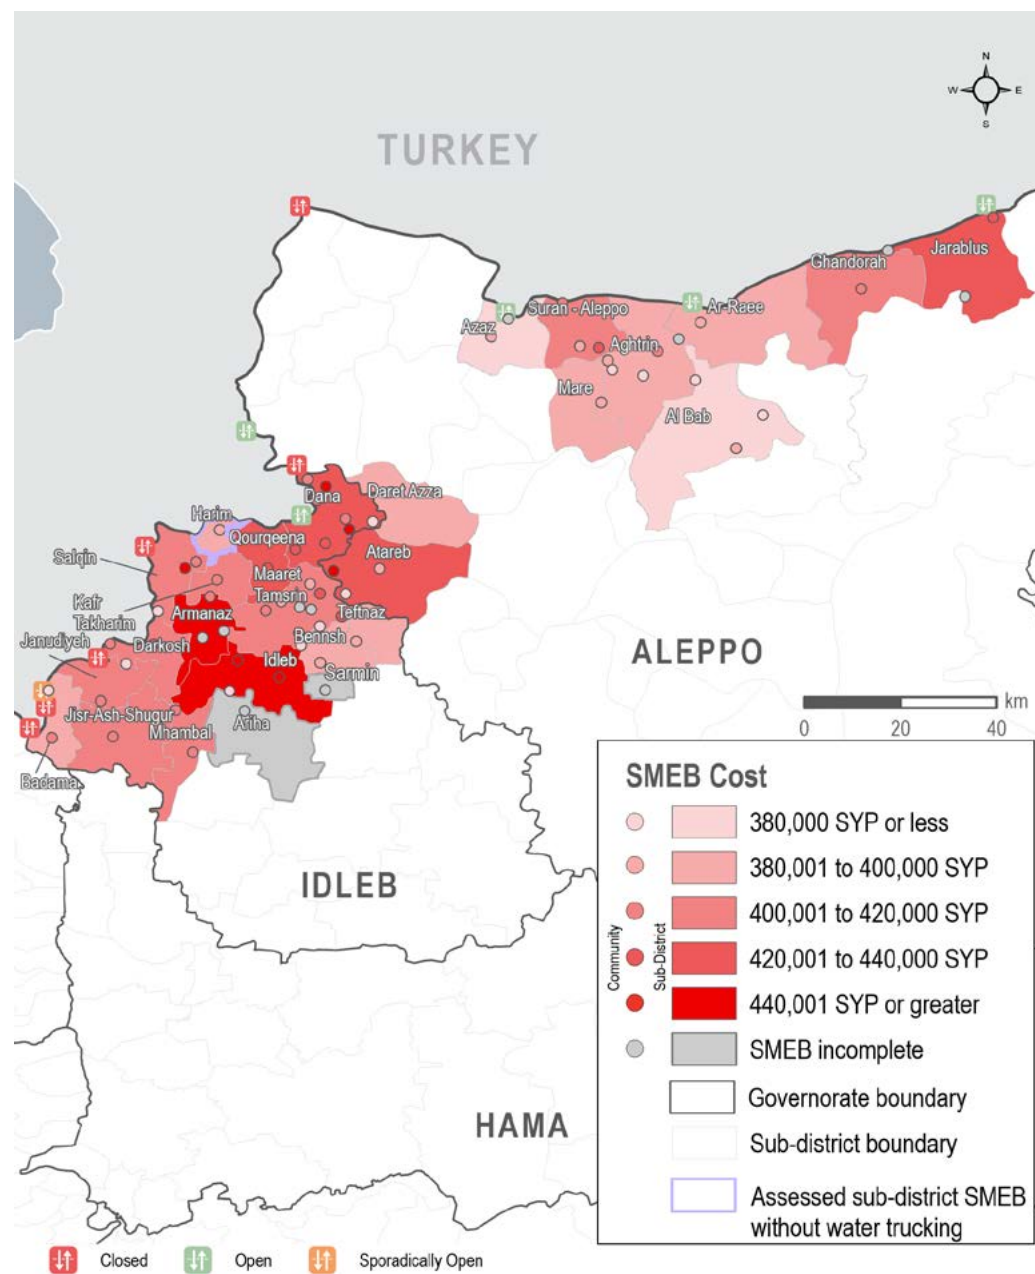 N
W
E
S
TURKEY
Jarablus
Ghandorah
Suran - Aleppo
Ar-Raee
Azaz
Aghtrin
Mare
Al Bab
Dana
Daret Azza
Harim
Qourqeena
Salqin
Atareb
Maaret
Tamsrin
Kafr
Takharim
Armanaz
Teftnaz
Janudiyeh
Darkosh
Bennsh
ALEPPO
Idleb
Sarmin
Jisr-Ash-Shugur
Ariha
Mhambal
Badama
km
0
20
40
IDLEB
HAMA
SMEB Cost
Community
Sub-District
380,000 SYP or less
380,001 to 400,000 SYP
400,001 to 420,000 SYP
420,001 to 440,000 SYP
440,001 SYP or greater
SMEB incomplete
Governorate boundary
Sub-district boundary
Assessed sub-district SMEB
without water trucking
Closed
Open
Sporadically Open